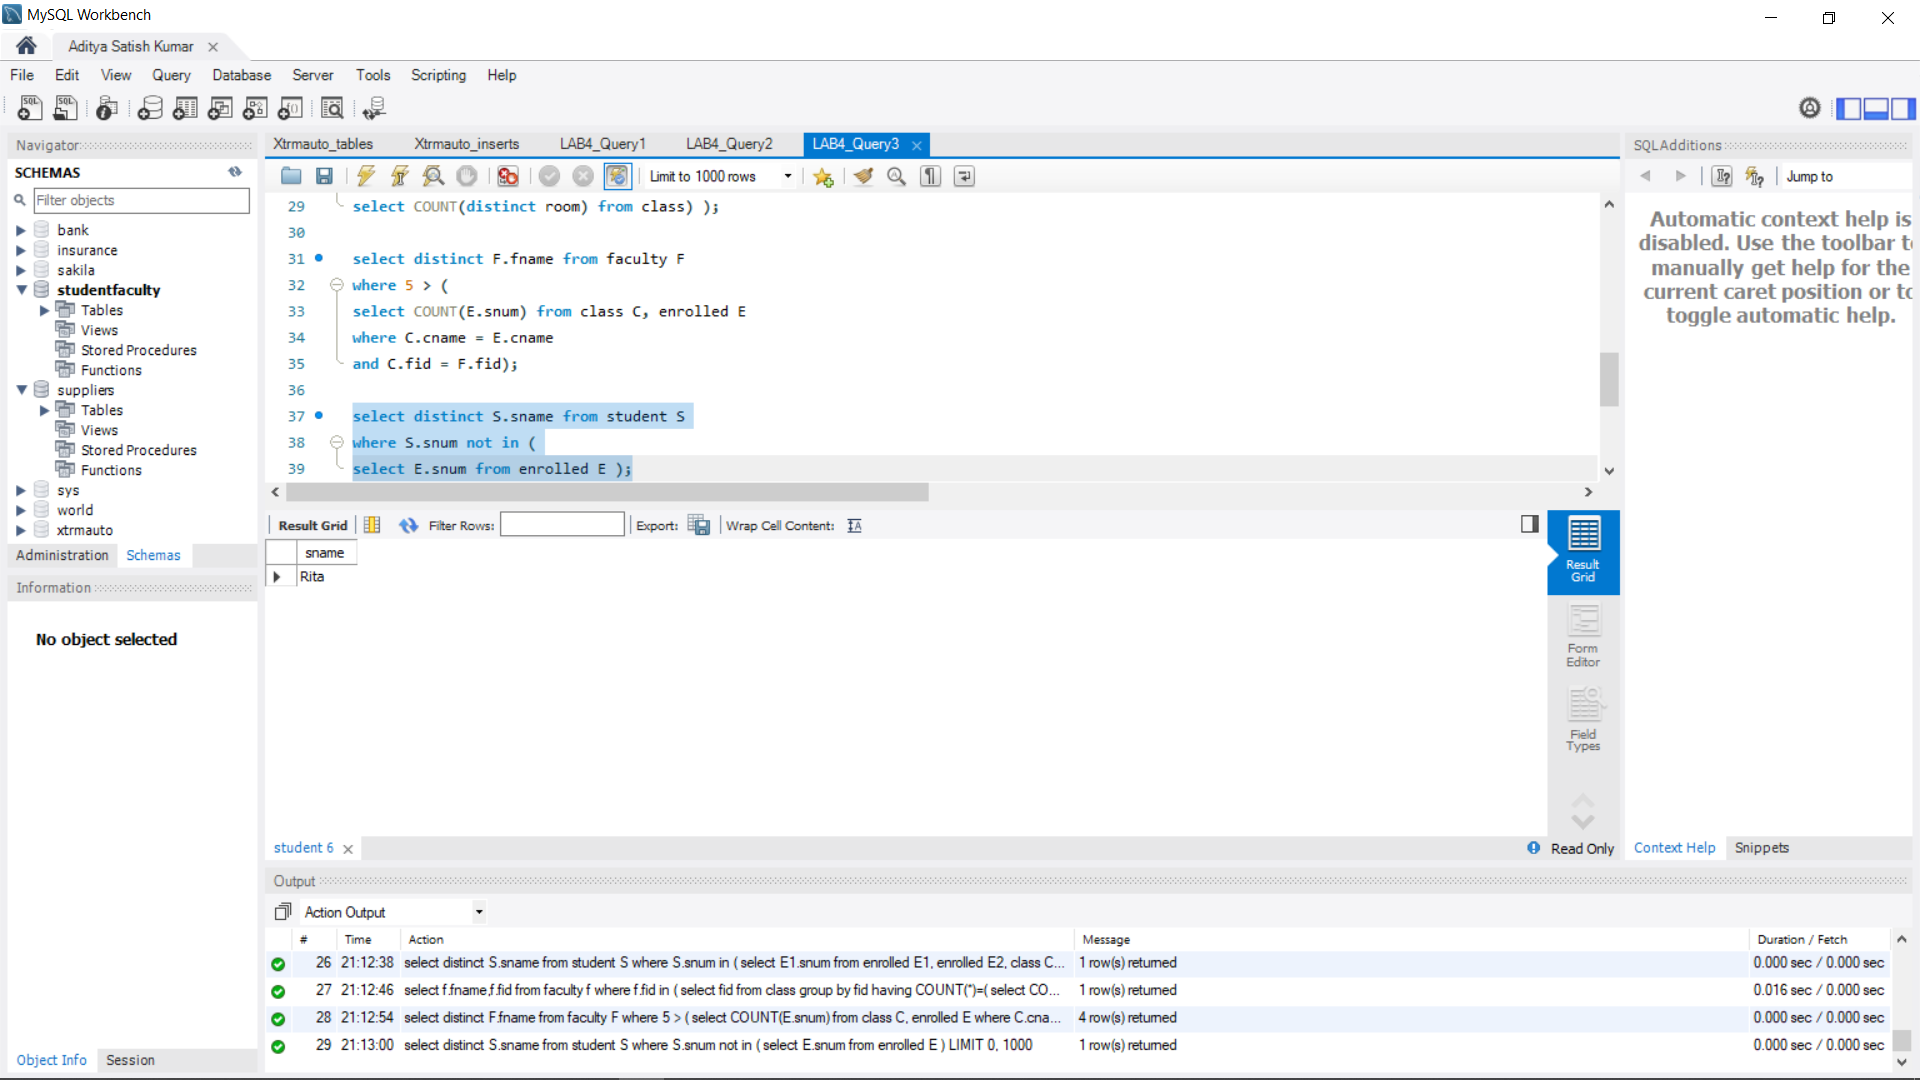 MySQL Workbench
Aditya Satish Kumar
File Edit View Query Database Server Tools Scripting Help
Navigator
SCHEMAS
Filter objects
bank
insurance
sakila
studentfaculty
Tables
Views
Stored Procedures
Functions
suppliers
Tables
Views
Stored Procedures
Functions
sys
world
xtrmauto
Administration Schemas
Information
No object selected
Object Info Session
Xtrmauto_tables Xtrmauto_inserts LAB4_Query1 LAB4_Query2 LAB4_Query3
Limit to 1000 rows
29 select COUNT(distinct room) from class) );
30
31 select distinct F.fname from faculty F
32 where 5 > (
33 select COUNT(E.snum) from class C, enrolled E
34 where C.cname = E.cname
35 and C.fid = F.fid);
36
37 select distinct S.sname from student S
38 where S.snum not in (
39 select E.snum from enrolled E );
Result Grid Filter Rows: Export: Wrap Cell Content:
sname
Rita
Result Grid
Form Editor
Field Types
student 6
Read Only
SQLAdditions
Jump to
Automatic context help is
disabled. Use the toolbar
manually get help for the
current caret position or
toggle automatic help.
Context Help Snippets
Output
Action Output
# Time Action Message Duration / Fetch
26 21:12:38 select distinct S.sname from student S where S.snum in ( select E1.snum from enrolled E1, enrolled E2, class C... 1 row(s) returned 0.000 sec / 0.000 sec
27 21:12:46 select f.fname,f.fid from faculty f where f.fid in ( select fid from class group by fid having COUNT(*)=( select CO... 1 row(s) returned 0.016 sec / 0.000 sec
28 21:12:54 select distinct F.fname from faculty F where 5 > ( select COUNT(E.snum) from class C, enrolled E where C.cna... 4 row(s) returned 0.000 sec / 0.000 sec
29 21:13:00 select distinct S.sname from student S where S.snum not in ( select E.snum from enrolled E ) LIMIT 0, 1000 1 row(s) returned 0.000 sec / 0.000 sec